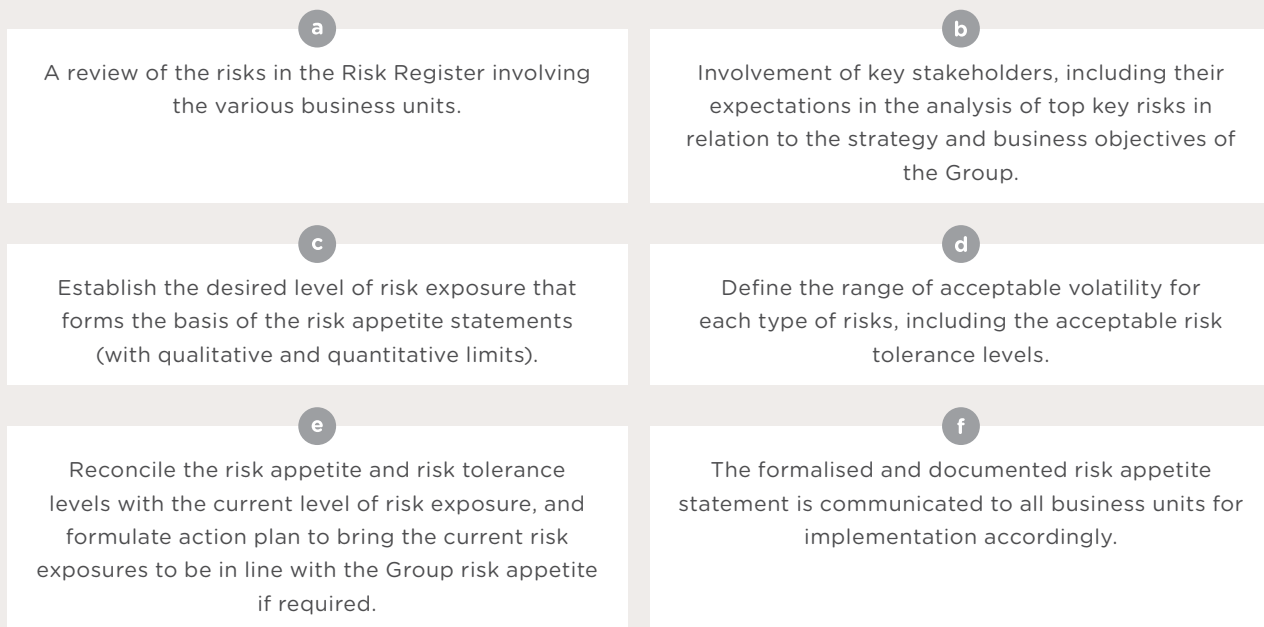 a
A review of the risks in the Risk Register involving
the various business units.
b
Involvement of key stakeholders, including their
expectations in the analysis of top key risks in
relation to the strategy and business objectives of
the Group.
c
Establish the desired level of risk exposure that
forms the basis of the risk appetite statements
(with qualitative and quantitative limits).
d
Define the range of acceptable volatility for
each type of risks, including the acceptable risk
tolerance levels.
e
Reconcile the risk appetite and risk tolerance
levels with the current level of risk exposure, and
formulate action plan to bring the current risk
exposures to be in line with the Group risk appetite
if required.
f
The formalised and documented risk appetite
statement is communicated to all business units for
implementation accordingly.